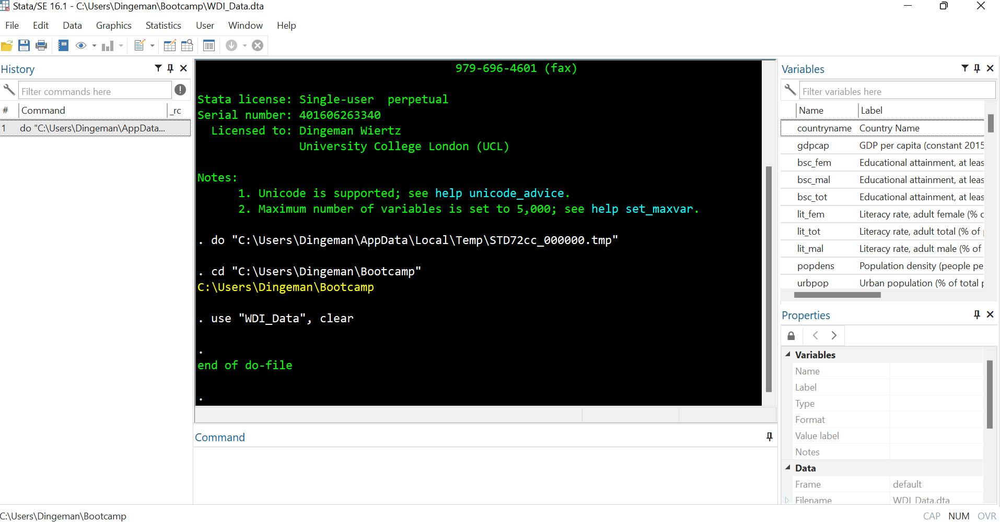 Stata/SE 16.1 - C:\Users\Dingeman\Bootcamp\WDI_Data.dta
File Edit Data Graphics Statistics User Window Help
History
Filter commands here
# Command _rc
1 do "C:\Users\Dingeman\AppData...
979-696-4601 (fax)
Stata license: Single-user perpetual
Serial number: 401606263340
Licensed to: Dingeman Wiertz
University College London (UCL)
Notes:
1. Unicode is supported; see help unicode_advice.
2. Maximum number of variables is set to 5,000; see help set_maxvar.
. do "C:\Users\Dingeman\AppData\Local\Temp\STD72cc_000000.tmp"
. cd "C:\Users\Dingeman\Bootcamp"
C:\Users\Dingeman\Bootcamp
. use "WDI_Data", clear
.
end of do-file
.
Command
Variables
Filter variables here
Name Label
countryname Country Name
gdpcap GDP per capita (constant 2015
bsc_fem Educational attainment, at leas
bsc_mal Educational attainment, at leas
bsc_tot Educational attainment, at leas
lit_fem Literacy rate, adult female (% c
lit_tot Literacy rate, adult total (% of
lit_mal Literacy rate, adult male (% of
popdens Population density (people pe
urbpop Urban population (% of total p
Properties
Variables
Name
Label
Type
Format
Value label
Notes
Data
Frame default
Filename WDI_Data.dta
C:\Users\Dingeman\Bootcamp
CAP NUM OVR